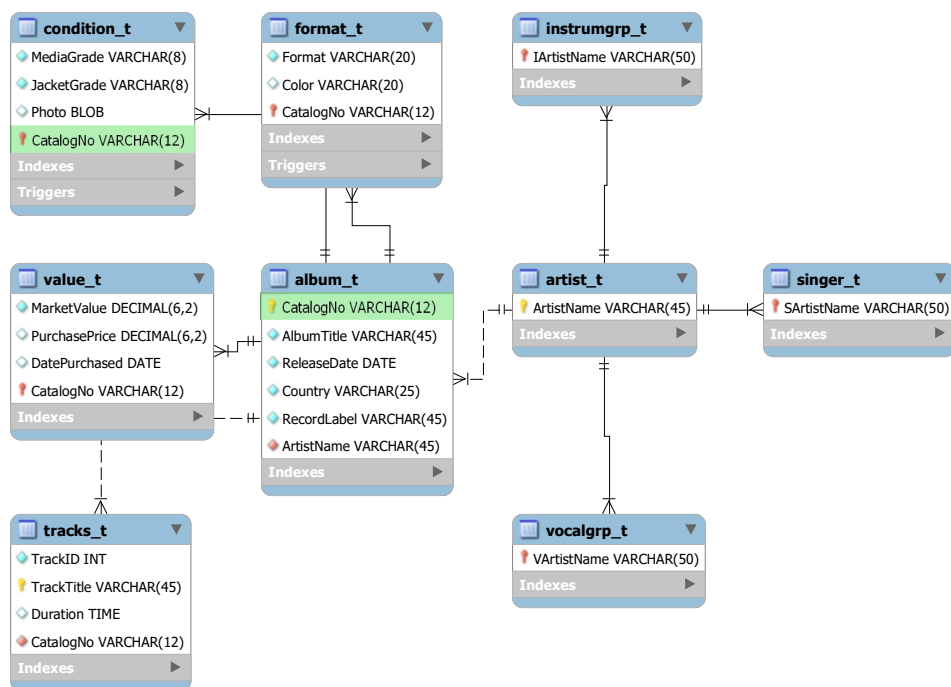 condition_t
MediaGrade VARCHAR(8)
JacketGrade VARCHAR(8)
Photo BLOB
CatalogNo VARCHAR(12)
Indexes
Triggers
format_t
Format VARCHAR(20)
Color VARCHAR(20)
CatalogNo VARCHAR(12)
Indexes
Triggers
instrumgrp_t
IArtistName VARCHAR(50)
Indexes
value_t
MarketValue DECIMAL(6,2)
PurchasePrice DECIMAL(6,2)
DatePurchased DATE
CatalogNo VARCHAR(12)
Indexes
album_t
CatalogNo VARCHAR(12)
AlbumTitle VARCHAR(45)
ReleaseDate DATE
Country VARCHAR(25)
RecordLabel VARCHAR(45)
ArtistName VARCHAR(45)
Indexes
artist_t
ArtistName VARCHAR(45)
Indexes
singer_t
SArtistName VARCHAR(50)
Indexes
tracks_t
TrackID INT
TrackTitle VARCHAR(45)
Duration TIME
CatalogNo VARCHAR(12)
Indexes
vocalgrp_t
VArtistName VARCHAR(50)
Indexes